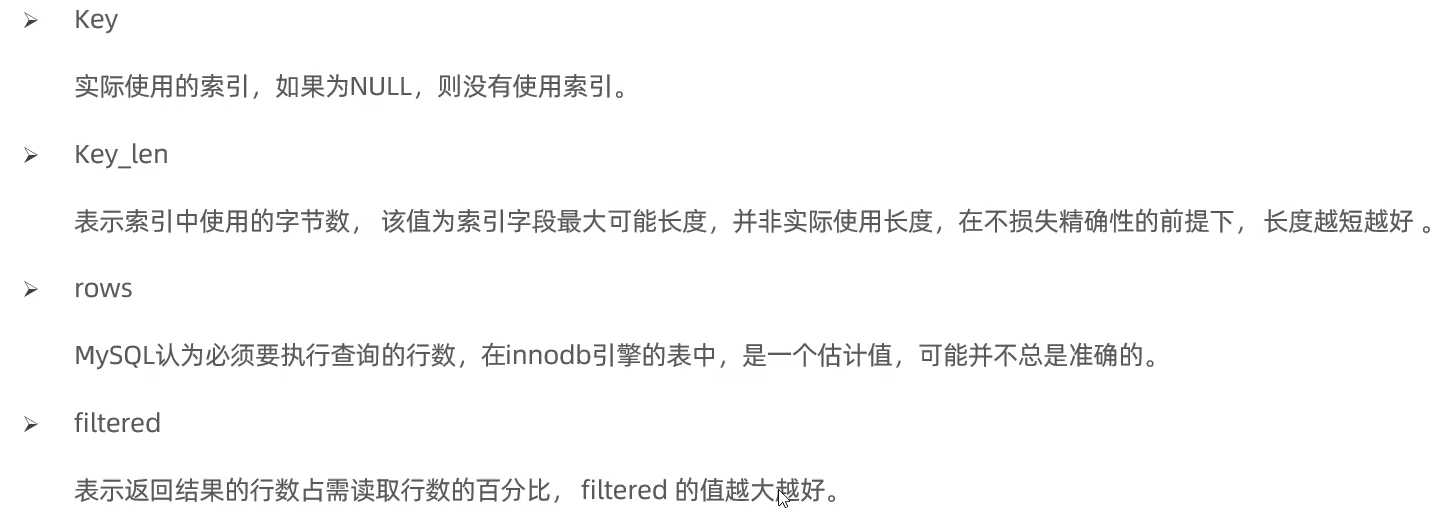 Key
实际使用的索引，如果为NULL，则没有使用索引。
Key_len
表示索引中使用的字节数， 该值为索引字段最大可能长度，并非实际使用长度，在不损失精确性的前提下， 长度越短越好 。
rows
MySQL认为必须要执行查询的行数，在innodb引擎的表中，是一个估计值，可能并不总是准确的。
filtered
表示返回结果的行数占需读取行数的百分比， filtered 的值越大越好。